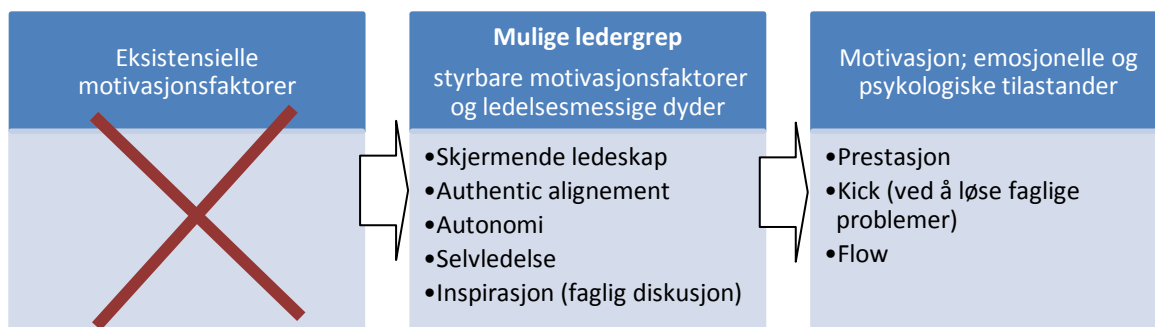 Eksistensielle
motivasjonsfaktorer
Mulige ledergrep
styrbare motivasjonsfaktorer
og ledelsesmessige dyder
•Skjermende ledeskap
•Authentic alignement
•Autonomi
•Selvledelse
•Inspirasjon (faglig diskusjon)
Motivasjon; emosjonelle og
psykologiske tilastander
•Prestasjon
•Kick (ved å løse faglige
problemer)
•Flow